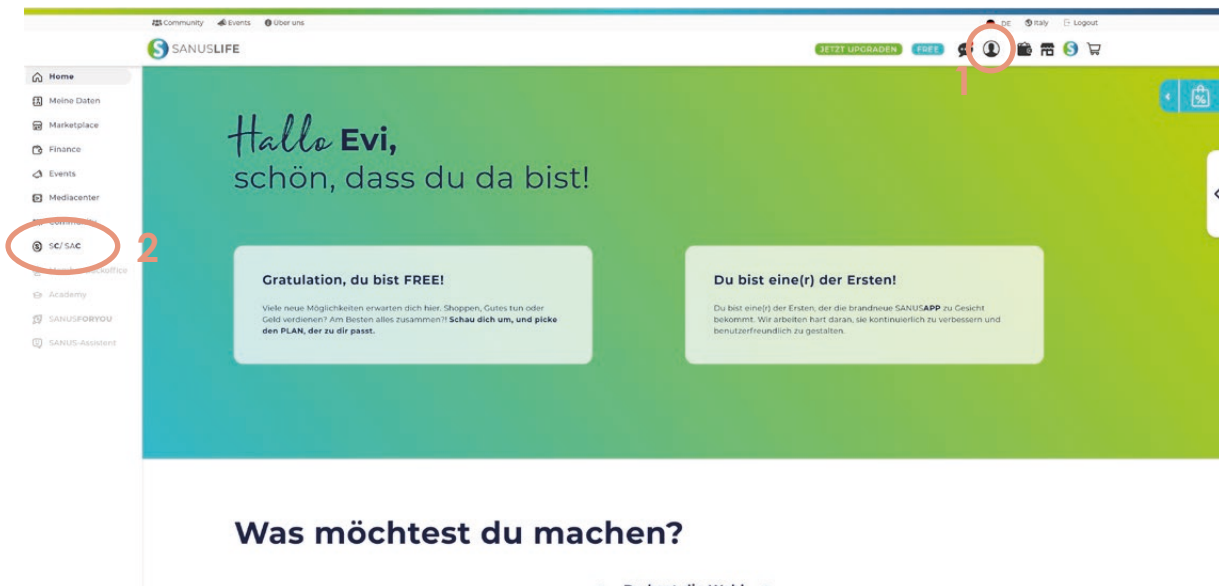 Community Events Über uns DE Italy Logout
SANUSLIFE JETZT UPGRADEN FREE
1
Home
Meine Daten
Marketplace
Finance
Events
Mediacenter
Community
SC/SAC
2
Academy
SANUSFORYOU
SANUS-Assistent
Hallo Evi,
schön, dass du da bist!
Gratulation, du bist FREE!
Viele neue Möglichkeiten erwarten dich hier. Shoppen, Gutes tun oder
Geld verdienen? Am Besten alles zusammen?! Schau dich um, und picke
den PLAN, der zu dir passt.
Du bist eine(r) der Ersten!
Du bist eine(r) der Ersten, der die brandneue SANUSAPP zu Gesicht
bekommt. Wir arbeiten hart daran, sie kontinuierlich zu verbessern und
benutzerfreundlich zu gestalten.
Was möchtest du machen?